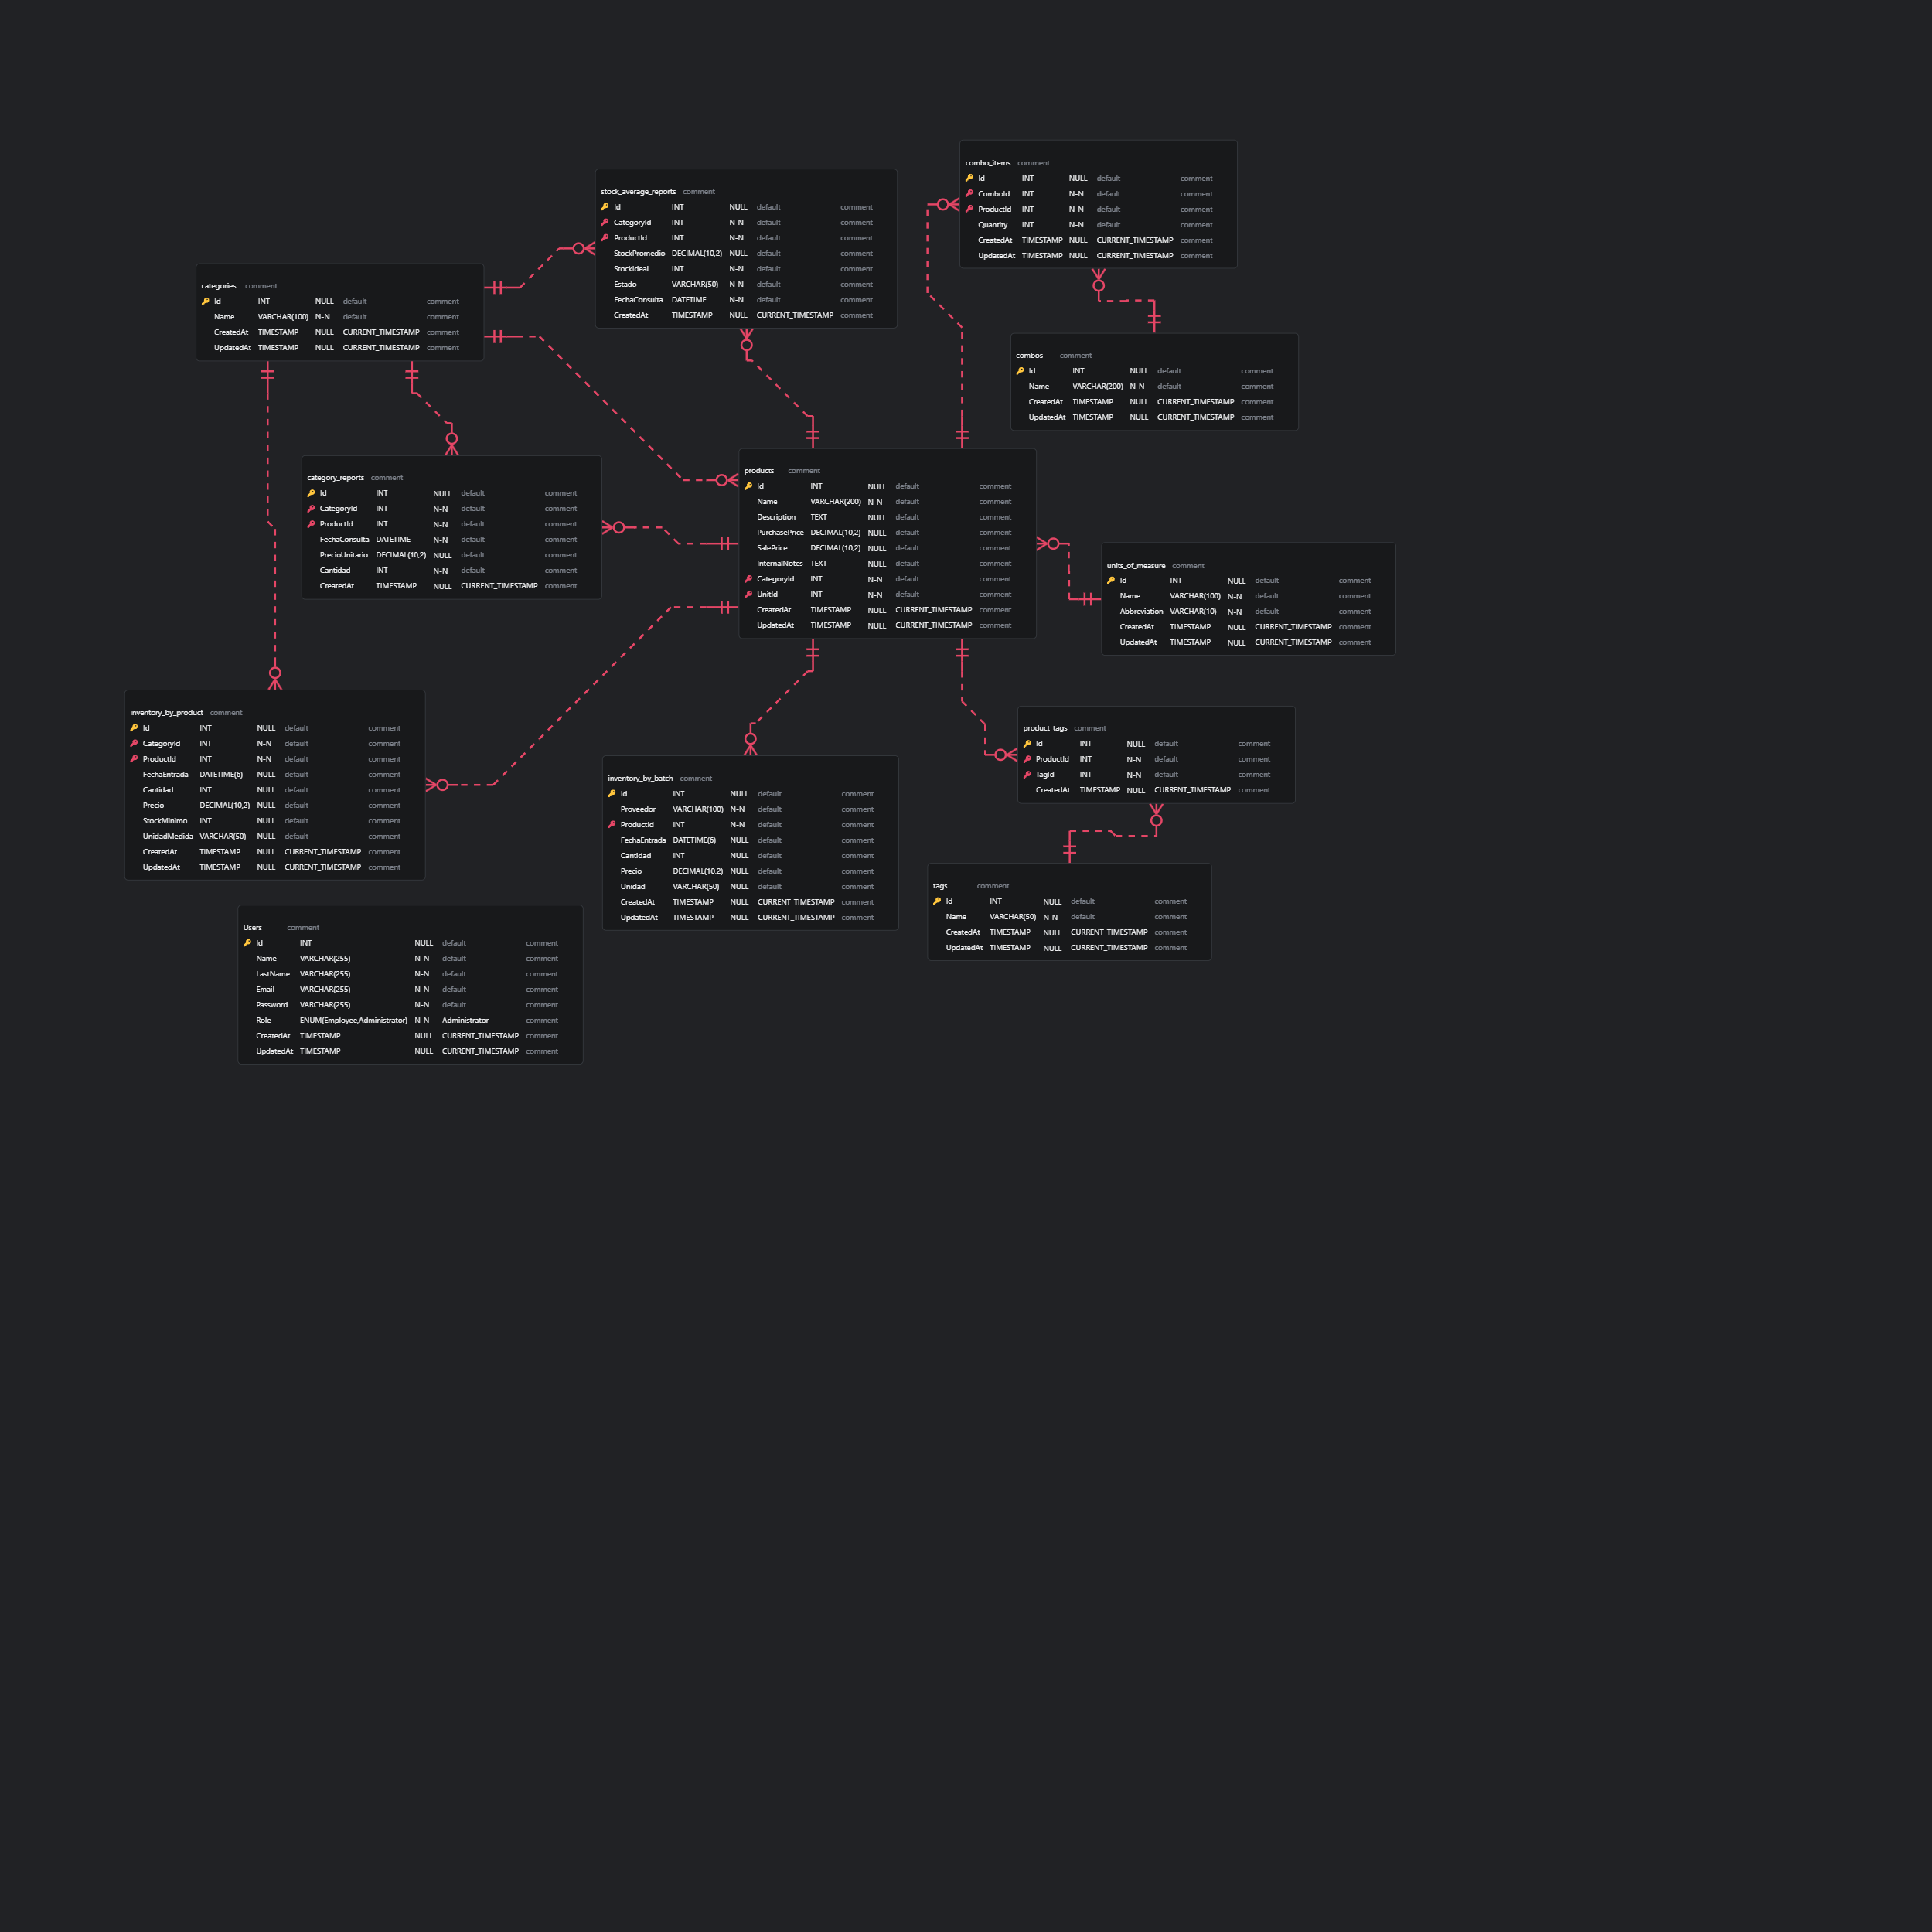 combo_items comment
Id INT NULL default comment
ComboId INT N-N default comment
ProductId INT N-N default comment
Quantity INT N-N default comment
CreatedAt TIMESTAMP NULL CURRENT_TIMESTAMP comment
UpdatedAt TIMESTAMP NULL CURRENT_TIMESTAMP comment
stock_average_reports comment
Id INT NULL default comment
CategoryId INT N-N default comment
ProductId INT N-N default comment
StockPromedio DECIMAL(10,2) NULL default comment
StockIdeal INT N-N default comment
Estado VARCHAR(50) N-N default comment
FechaConsulta DATETIME N-N default comment
CreatedAt TIMESTAMP NULL CURRENT_TIMESTAMP comment
categories comment
Id INT NULL default comment
Name VARCHAR(100) N-N default comment
CreatedAt TIMESTAMP NULL CURRENT_TIMESTAMP comment
UpdatedAt TIMESTAMP NULL CURRENT_TIMESTAMP comment
combos comment
Id INT NULL default comment
Name VARCHAR(200) N-N default comment
CreatedAt TIMESTAMP NULL CURRENT_TIMESTAMP comment
UpdatedAt TIMESTAMP NULL CURRENT_TIMESTAMP comment
category_reports comment
Id INT NULL default comment
CategoryId INT N-N default comment
ProductId INT N-N default comment
FechaConsulta DATETIME N-N default comment
PrecioUnitario DECIMAL(10,2) NULL default comment
Cantidad INT N-N default comment
CreatedAt TIMESTAMP NULL CURRENT_TIMESTAMP comment
products comment
Id INT NULL default comment
Name VARCHAR(200) N-N default comment
Description TEXT NULL default comment
PurchasePrice DECIMAL(10,2) NULL default comment
SalePrice DECIMAL(10,2) NULL default comment
InternalNotes TEXT NULL default comment
CategoryId INT N-N default comment
UnitId INT N-N default comment
CreatedAt TIMESTAMP NULL CURRENT_TIMESTAMP comment
UpdatedAt TIMESTAMP NULL CURRENT_TIMESTAMP comment
units_of_measure comment
Id INT NULL default comment
Name VARCHAR(100) N-N default comment
Abbreviation VARCHAR(10) N-N default comment
CreatedAt TIMESTAMP NULL CURRENT_TIMESTAMP comment
UpdatedAt TIMESTAMP NULL CURRENT_TIMESTAMP comment
inventory_by_product comment
Id INT NULL default comment
CategoryId INT N-N default comment
ProductId INT N-N default comment
FechaEntrada DATETIME(6) NULL default comment
Cantidad INT NULL default comment
Precio DECIMAL(10,2) NULL default comment
StockMinimo INT NULL default comment
UnidadMedida VARCHAR(50) NULL default comment
CreatedAt TIMESTAMP NULL CURRENT_TIMESTAMP comment
UpdatedAt TIMESTAMP NULL CURRENT_TIMESTAMP comment
inventory_by_batch comment
Id INT NULL default comment
Proveedor VARCHAR(100) N-N default comment
ProductId INT N-N default comment
FechaEntrada DATETIME(6) NULL default comment
Cantidad INT NULL default comment
Precio DECIMAL(10,2) NULL default comment
Unidad VARCHAR(50) NULL default comment
CreatedAt TIMESTAMP NULL CURRENT_TIMESTAMP comment
UpdatedAt TIMESTAMP NULL CURRENT_TIMESTAMP comment
product_tags comment
Id INT NULL default comment
ProductId INT N-N default comment
TagId INT N-N default comment
CreatedAt TIMESTAMP NULL CURRENT_TIMESTAMP comment
tags comment
Id INT NULL default comment
Name VARCHAR(50) N-N default comment
CreatedAt TIMESTAMP NULL CURRENT_TIMESTAMP comment
UpdatedAt TIMESTAMP NULL CURRENT_TIMESTAMP comment
Users comment
Id INT NULL default comment
Name VARCHAR(255) N-N default comment
LastName VARCHAR(255) N-N default comment
Email VARCHAR(255) N-N default comment
Password VARCHAR(255) N-N default comment
Role ENUM(Employee,Administrator) N-N Administrator comment
CreatedAt TIMESTAMP NULL CURRENT_TIMESTAMP comment
UpdatedAt TIMESTAMP NULL CURRENT_TIMESTAMP comment